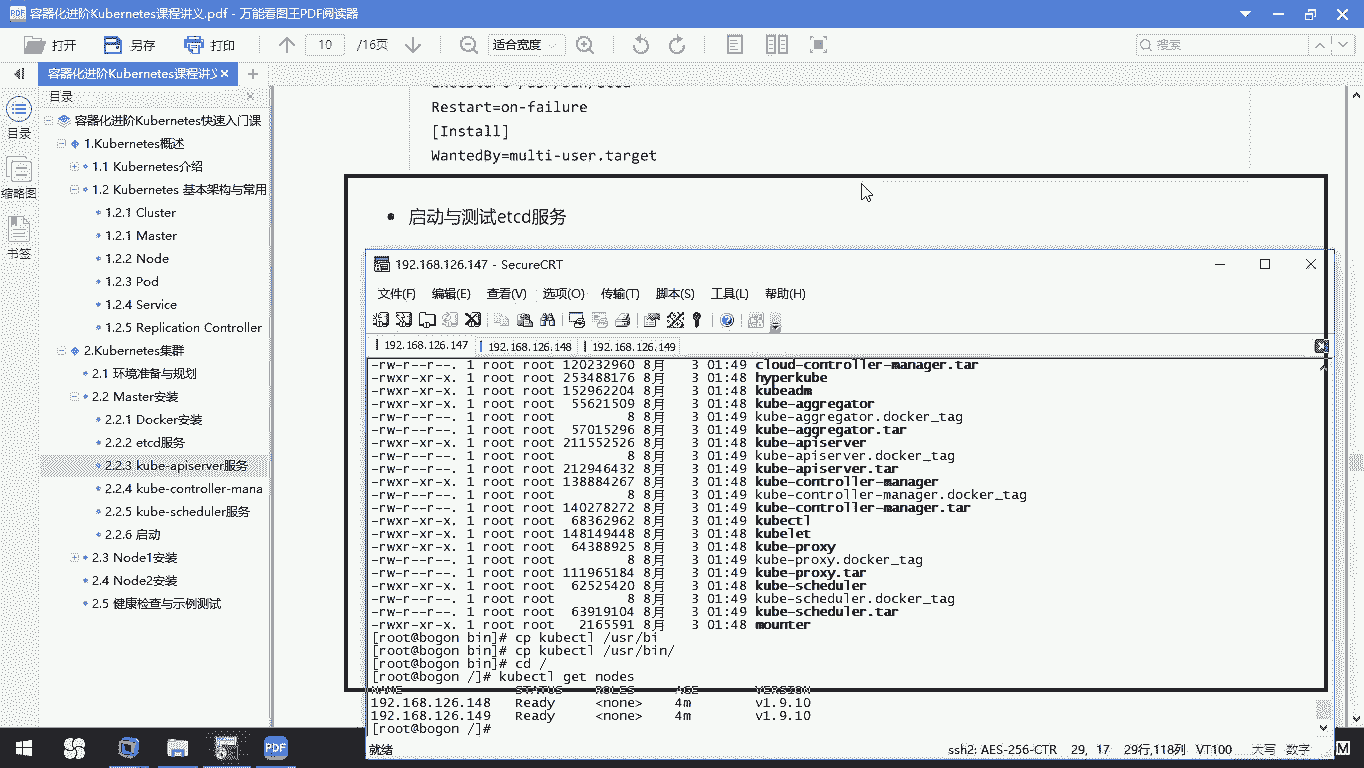 容器化进阶Kubernetes课程讲义.pdf - 万能看图王PDF阅读器
打开 另存 打印 10 /16页 适合宽度 搜索
容器化进阶Kubernetes课程讲义
目录
目录
缩略图
书签
容器化进阶Kubernetes快速入门课
1.Kubernetes概述
1.1 Kubernetes介绍
1.2 Kubernetes 基本架构与常用
1.2.1 Cluster
1.2.1 Master
1.2.2 Node
1.2.3 Pod
1.2.4 Service
1.2.5 Replication Controller
2.Kubernetes集群
2.1 环境准备与规划
2.2 Master安装
2.2.1 Docker安装
2.2.2 etcd服务
2.2.3 kube-apiserver服务
2.2.4 kube-controller-mana
2.2.5 kube-scheduler服务
2.2.6 启动
2.3 Node1安装
2.4 Node2安装
2.5 健康检查与示例测试
Restart=on-failure
[Install]
WantedBy=multi-user.target
• 启动与测试etcd服务
192.168.126.147 - SecureCRT
文件(F) 编辑(E) 查看(V) 选项(O) 传输(T) 脚本(S) 工具(L) 帮助(H)
192.168.126.147 192.168.126.148 192.168.126.149
-rw-r--r--. 1 root root 120232960 8月 3 01:49 cloud-controller-manager.tar
-rwxr-xr-x. 1 root root 253488176 8月 3 01:48 hyperkube
-rwxr-xr-x. 1 root root 152962204 8月 3 01:48 kubeadm
-rwxr-xr-x. 1 root root 55621509 8月 3 01:48 kube-aggregator
-rw-r--r--. 1 root root 8 8月 3 01:49 kube-aggregator.docker_tag
-rw-r--r--. 1 root root 57015296 8月 3 01:49 kube-aggregator.tar
-rwxr-xr-x. 1 root root 211552526 8月 3 01:48 kube-apiserver
-rw-r--r--. 1 root root 8 8月 3 01:49 kube-apiserver.docker_tag
-rw-r--r--. 1 root root 212946432 8月 3 01:49 kube-apiserver.tar
-rwxr-xr-x. 1 root root 138884267 8月 3 01:48 kube-controller-manager
-rw-r--r--. 1 root root 8 8月 3 01:49 kube-controller-manager.docker_tag
-rw-r--r--. 1 root root 140278272 8月 3 01:49 kube-controller-manager.tar
-rwxr-xr-x. 1 root root 68362962 8月 3 01:49 kubectl
-rwxr-xr-x. 1 root root 148149448 8月 3 01:48 kubelet
-rwxr-xr-x. 1 root root 64388925 8月 3 01:48 kube-proxy
-rw-r--r--. 1 root root 8 8月 3 01:49 kube-proxy.docker_tag
-rw-r--r--. 1 root root 111965184 8月 3 01:49 kube-proxy.tar
-rwxr-xr-x. 1 root root 62525420 8月 3 01:48 kube-scheduler
-rw-r--r--. 1 root root 8 8月 3 01:49 kube-scheduler.docker_tag
-rw-r--r--. 1 root root 63919104 8月 3 01:49 kube-scheduler.tar
-rwxr-xr-x. 1 root root 2165591 8月 3 01:48 mounter
[root@bogon bin]# cp kubectl /usr/bi
[root@bogon bin]# cp kubectl /usr/bin/
[root@bogon bin]# cd /
[root@bogon /]# kubectl get nodes
NAME STATUS ROLES AGE VERSION
192.168.126.148 Ready <none> 4m v1.9.10
192.168.126.149 Ready <none> 4m v1.9.10
[root@bogon /]#
就绪 ssh2: AES-256-CTR 29, 17 29行,118列 VT100 大写 数字
PDF
M